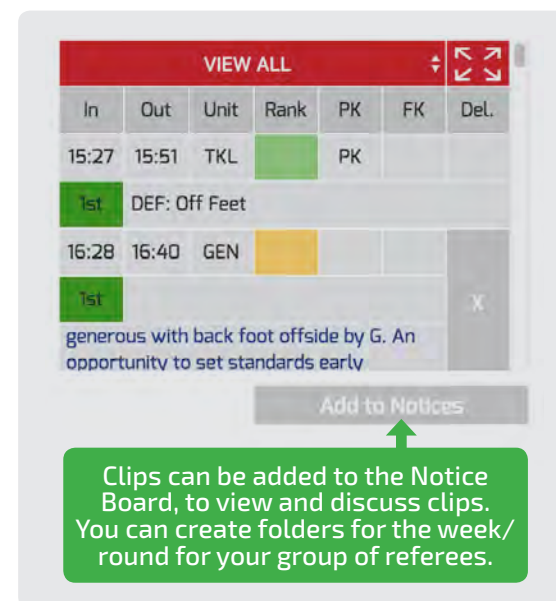 VIEW ALL
In Out Unit Rank PK FK Del.
15:27 15:51 TKL PK
1st DEF: Off Feet
16:28 16:40 GEN
1st X
generous with back foot offside by G. An
opportunity to set standards early
Add to Notices
Clips can be added to the Notice
Board, to view and discuss clips.
You can create folders for the week/
round for your group of referees.